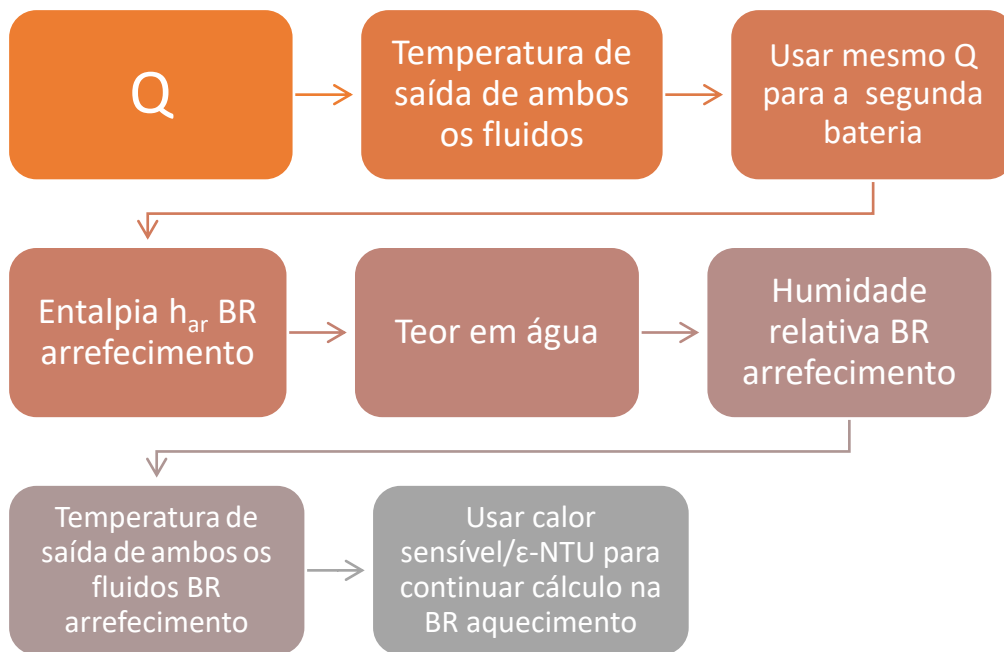 Q
Temperatura de
saída de ambos
os fluidos
Usar mesmo Q
para a segunda
bateria
Entalpia har BR
arrefecimento
Teor em água
Humidade
relativa BR
arrefecimento
Temperatura de
saída de ambos os
fluidos BR
arrefecimento
Usar calor
sensível/ε-NTU para
continuar cálculo na
BR aquecimento